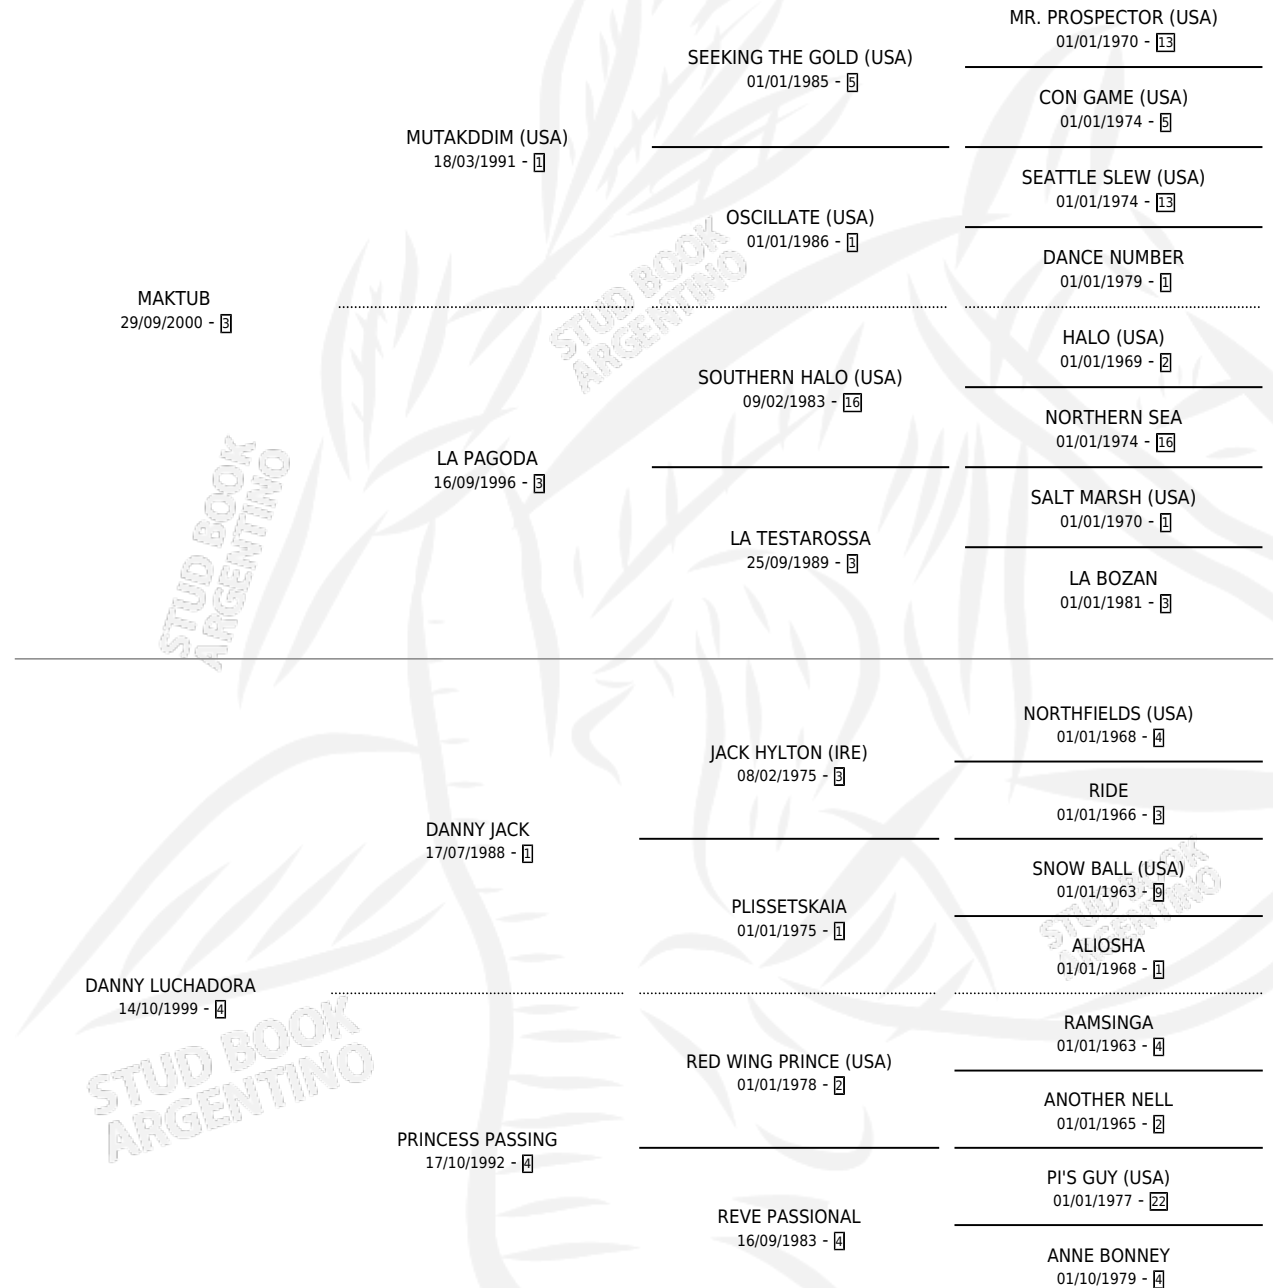 MR. PROSPECTOR (USA)
01/01/1970 - 13
SEEKING THE GOLD (USA)
01/01/1985 - 5
CON GAME (USA)
01/01/1974 - 5
MUTAKDDIM (USA)
18/03/1991 - 1
SEATTLE SLEW (USA)
01/01/1974 - 13
OSCILLATE (USA)
01/01/1986 - 1
DANCE NUMBER
01/01/1979 - 1
MAKTUB
29/09/2000 - 3
STUD BOOK
ARGENTINO
HALO (USA)
01/01/1969 - 2
SOUTHERN HALO (USA)
09/02/1983 - 16
NORTHERN SEA
01/01/1974 - 16
LA PAGODA
16/09/1996 - 3
SALT MARSH (USA)
01/01/1970 - 1
LA TESTAROSSA
25/09/1989 - 3
LA BOZAN
01/01/1981 - 3
STUD BOOK
ARGENTINO
NORTHFIELDS (USA)
01/01/1968 - 4
JACK HYLTON (IRE)
08/02/1975 - 3
RIDE
01/01/1966 - 3
DANNY JACK
17/07/1988 - 1
SNOW BALL (USA)
01/01/1963 - 9
PLISSETSKAIA
01/01/1975 - 1
STUD BOOK
ARGENTINO
ALIOSHA
01/01/1968 - 1
DANNY LUCHADORA
14/10/1999 - 4
STUD BOOK
ARGENTINO
RAMSINGA
01/01/1963 - 4
RED WING PRINCE (USA)
01/01/1978 - 2
ANOTHER NELL
01/01/1965 - 2
PRINCESS PASSING
17/10/1992 - 4
PI'S GUY (USA)
01/01/1977 - 22
REVE PASSIONAL
16/09/1983 - 4
ANNE BONNEY
01/10/1979 - 4